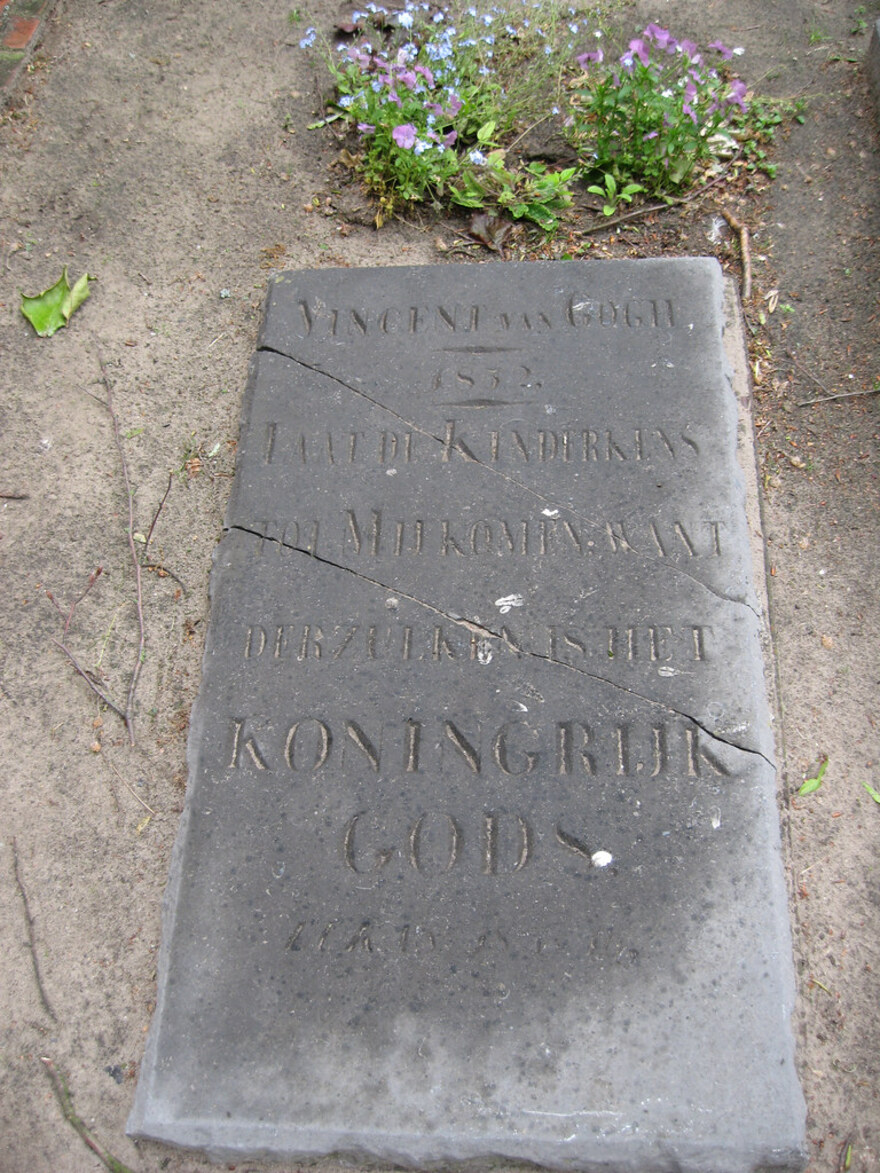 VINCENT VAN GOGH
1852.
LAAT DE KINDERKENS
TOT MIJ KOMEN, WANT
DERZULKEN IS HET
KONINGRIJK
GODS